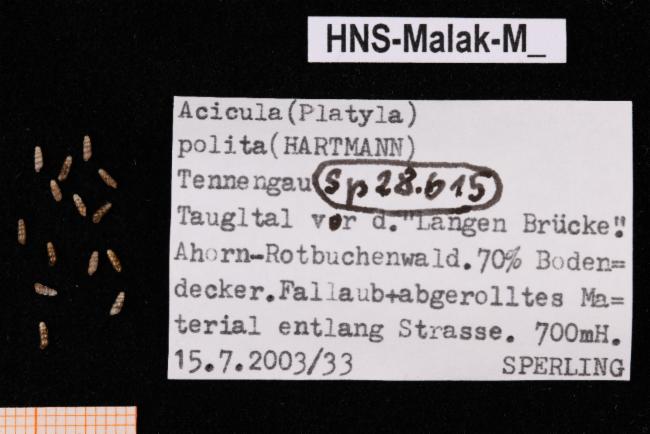 HNS-Malak-M_
Acicula(Platyla)
polita(HARTMANN)
Tennengau Sp 28.615
Taugltal vor d."Langen Brücke".
Ahorn-Rotbuchenwald.70% Boden=
decker.Fallaub+abgerolltes Ma=
terial entlang Strasse. 700mH.
15.7.2003/33 SPERLING